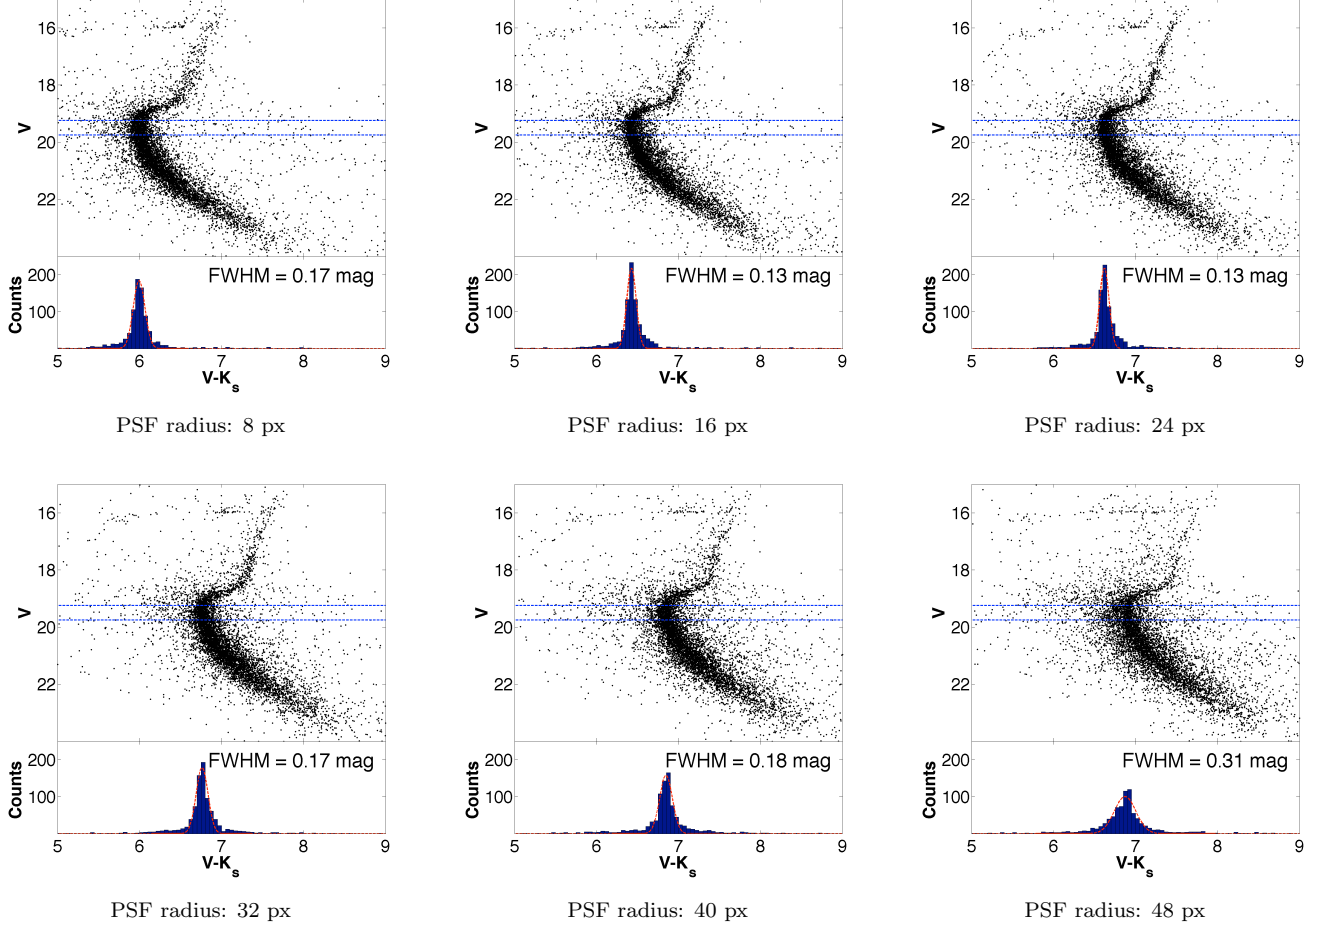 16
18
20
22
V
FWHM = 0.17 mag
200
100
Counts
5 6 7 8 9
V-Ks
PSF radius: 8 px
16
18
20
22
V
FWHM = 0.13 mag
200
100
Counts
5 6 7 8 9
V-Ks
PSF radius: 16 px
16
18
20
22
V
FWHM = 0.13 mag
200
100
Counts
5 6 7 8 9
V-Ks
PSF radius: 24 px
16
18
20
22
V
FWHM = 0.17 mag
200
100
Counts
5 6 7 8 9
V-Ks
PSF radius: 32 px
16
18
20
22
V
FWHM = 0.18 mag
200
100
Counts
5 6 7 8 9
V-Ks
PSF radius: 40 px
16
18
20
22
V
FWHM = 0.31 mag
200
100
Counts
5 6 7 8 9
V-Ks
PSF radius: 48 px